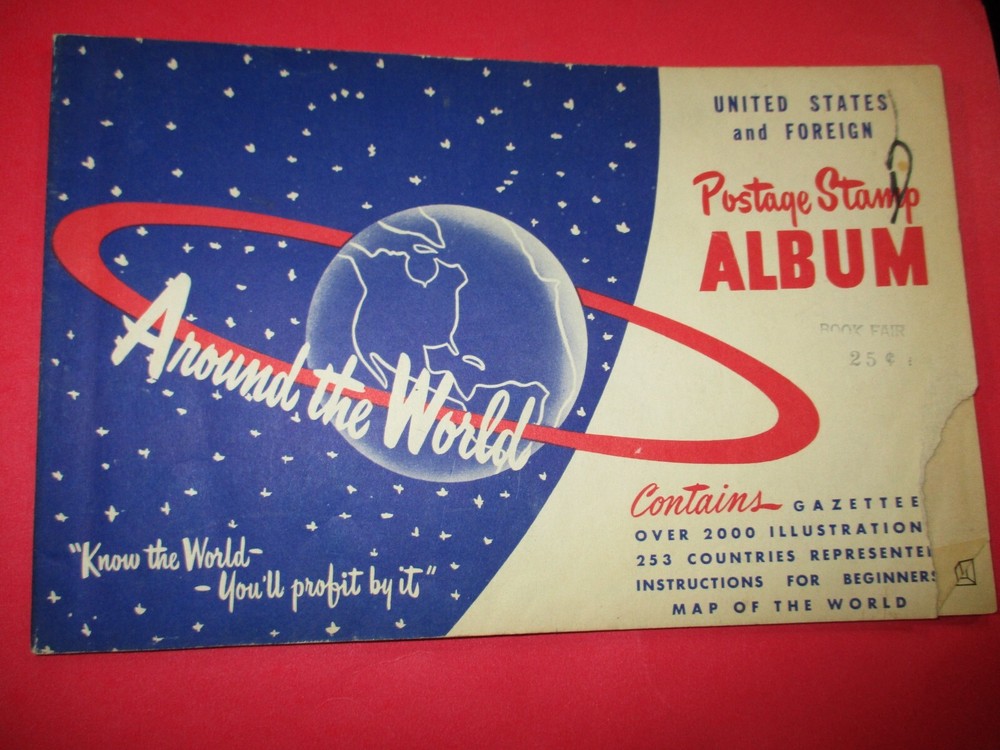 UNITED STATES
and FOREIGN
Postage Stamp
ALBUM
BOOK FAIR
25¢
Around the World
"Know the World-
-You'll profit by it"
Contains GAZETTEE
OVER 2000 ILLUSTRATION
253 COUNTRIES REPRESENTE
INSTRUCTIONS FOR BEGINNERS
MAP OF THE WORLD